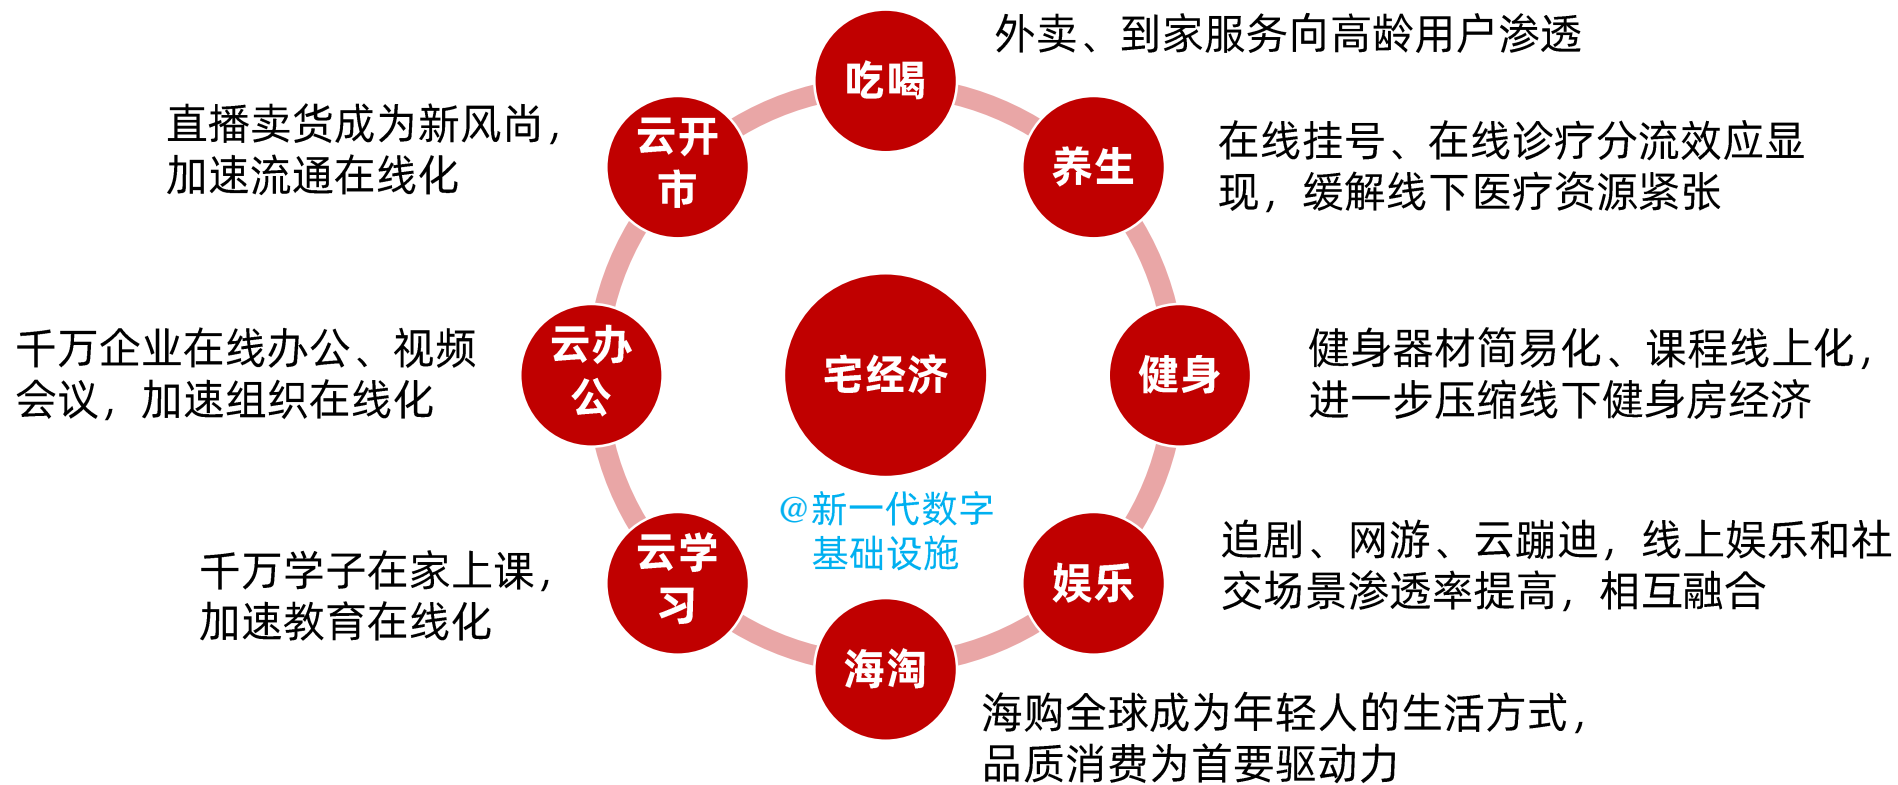 吃喝
外卖、到家服务向高龄用户渗透
养生
在线挂号、在线诊疗分流效应显
现，缓解线下医疗资源紧张
健身
健身器材简易化、课程线上化，
进一步压缩线下健身房经济
娱乐
追剧、网游、云蹦迪，线上娱乐和社
交场景渗透率提高，相互融合
海淘
海购全球成为年轻人的生活方式，
品质消费为首要驱动力
云学
习
千万学子在家上课，
加速教育在线化
云办
公
千万企业在线办公、视频
会议，加速组织在线化
云开
市
直播卖货成为新风尚，
加速流通在线化
宅经济
@新一代数字
基础设施